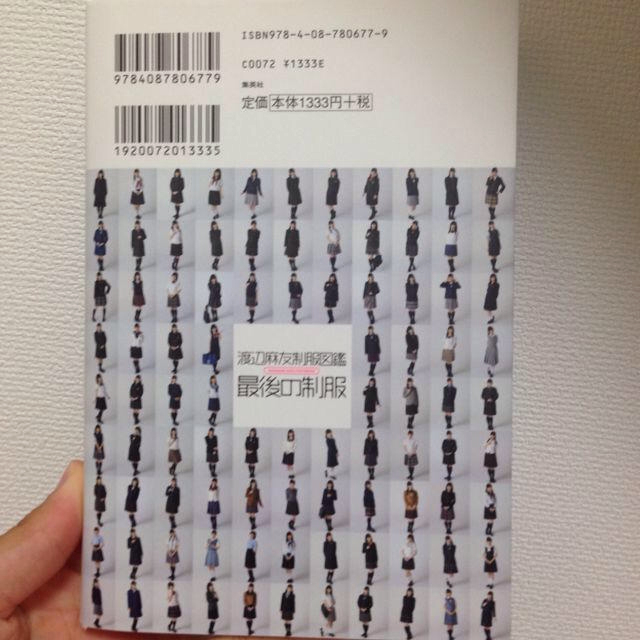 ISBN978-4-08-780677-9
C0072 ¥1333E
集英社
定価 本体1333円+税
9784087806779
1920072013335
渡辺麻友制服図鑑
最後の制服